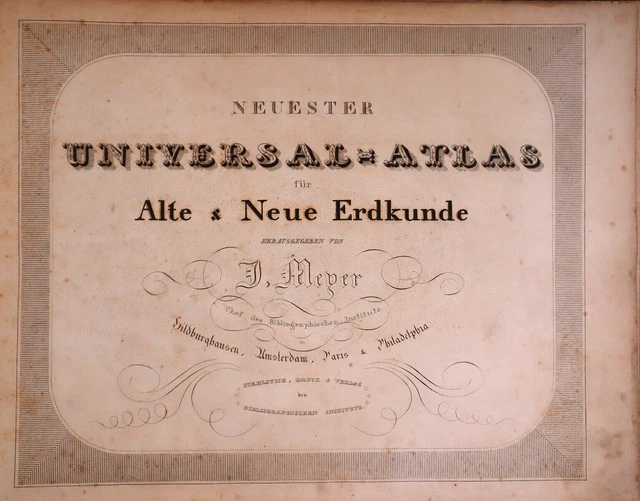 NEUESTER
UNIVERSAL=ATLAS
für
Alte & Neue Erdkunde
HERAUSGEGEBEN VON
J. Meyer
Chef des Bibliographischen Instituts
Hildburghausen, Amsterdam, Paris & Philadelphia.
STAHLSTICH, DRUCK & VERLAG
des
BIBLIOGRAPHISCHEN INSTITUTS.